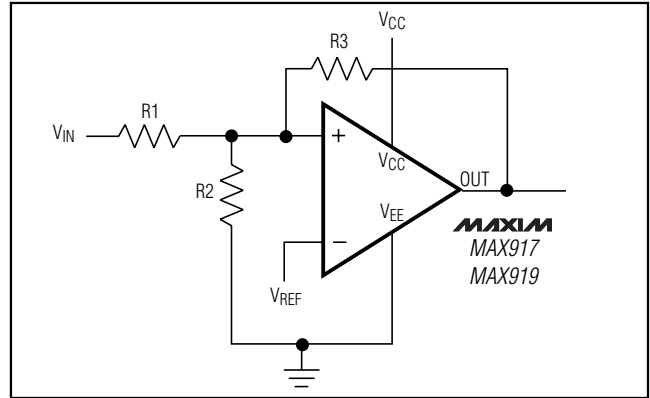 VCC
R3
R1
VIN
+
VCC
R2
OUT
VEE
MAXIM
−
MAX917
VREF
MAX919